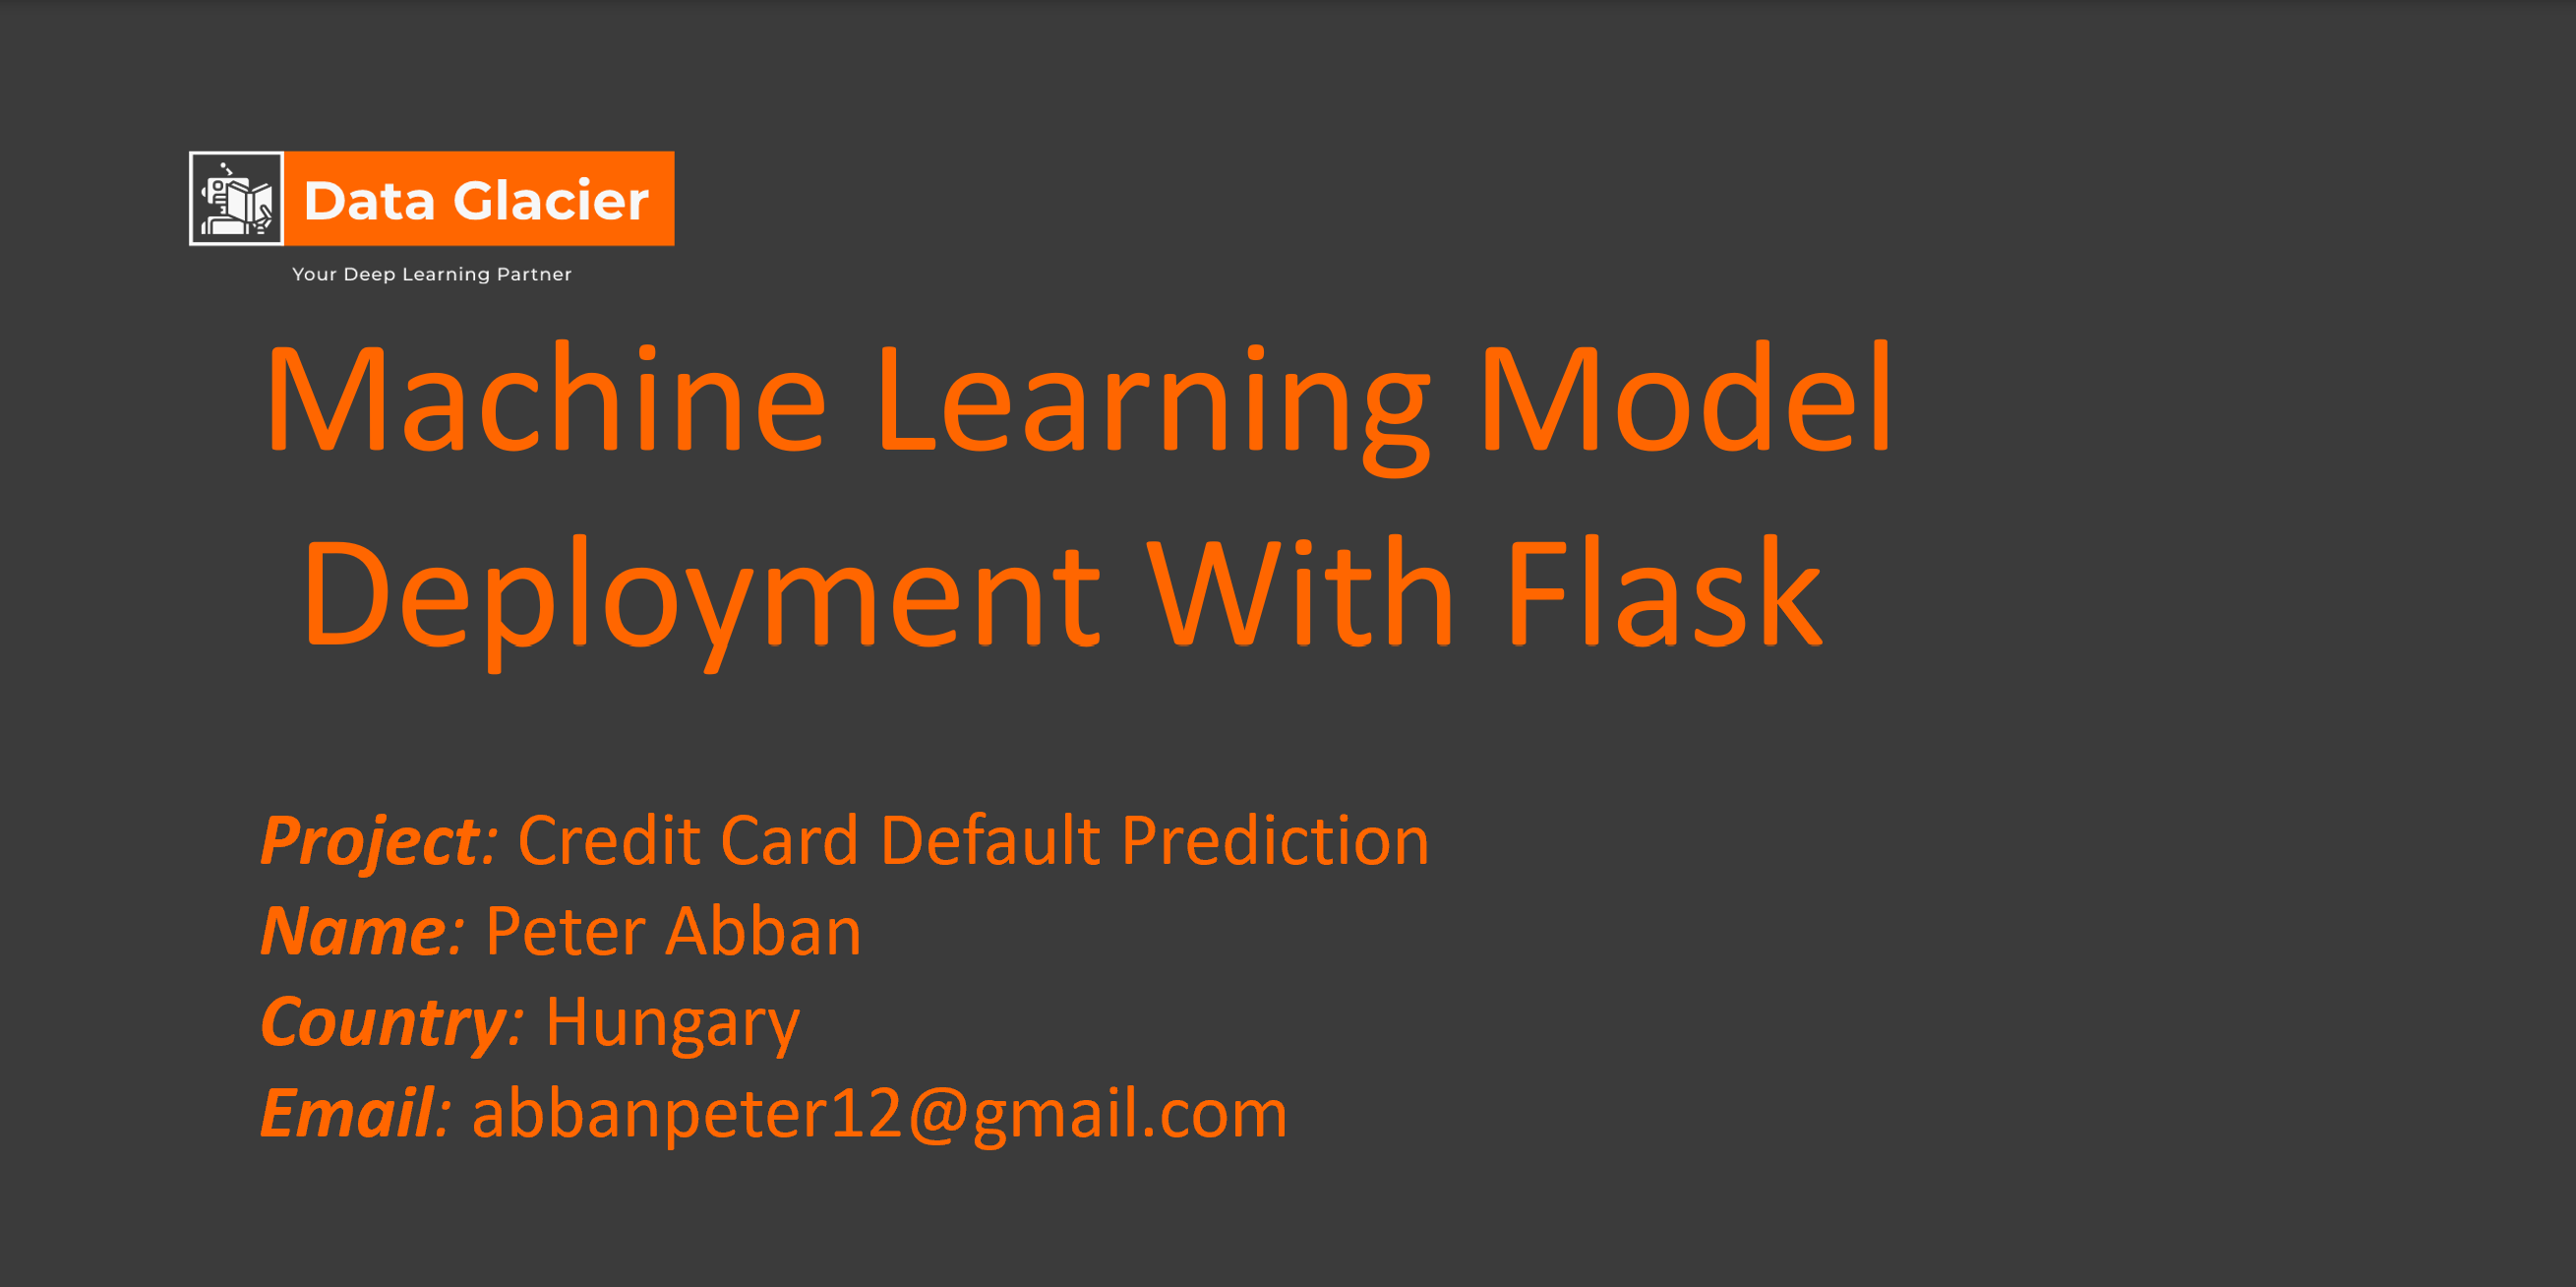 Data Glacier
Your Deep Learning Partner
Machine Learning Model
Deployment With Flask
Project: Credit Card Default Prediction
Name: Peter Abban
Country: Hungary
Email: abbanpeter12@gmail.com